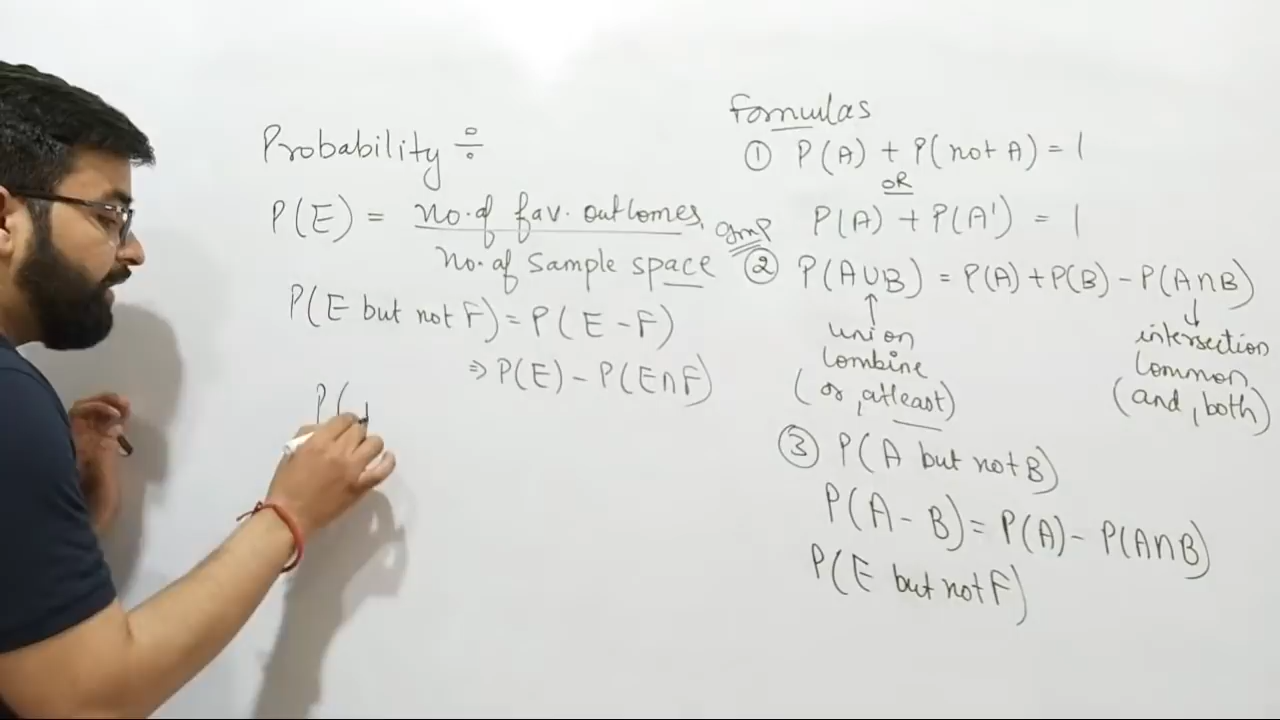 Probability ÷
P(E) = no. of fav. outcomes
no. of sample space
P(E but not F) = P(E - F)
⇒ P(E) - P(E∩F)
P(
Formulas
① P(A) + P(not A) = 1
OR
P(A) + P(A') = 1
Imp
② P(A∪B) = P(A) + P(B) - P(A∩B)
↑ ↓
union intersection
combine common
(or, atleast) (and, both)
③ P(A but not B)
P(A - B) = P(A) - P(A∩B)
P(E but not F)